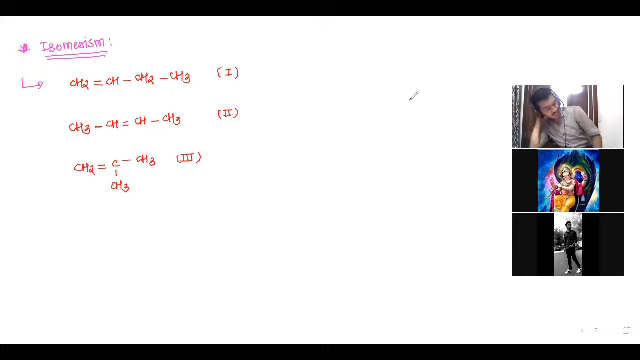 * Isomerism:
CH2 = CH – CH2 – CH3 (I)
CH3 – CH = CH – CH3 (II)
CH2 = C – CH3 (III)
CH3